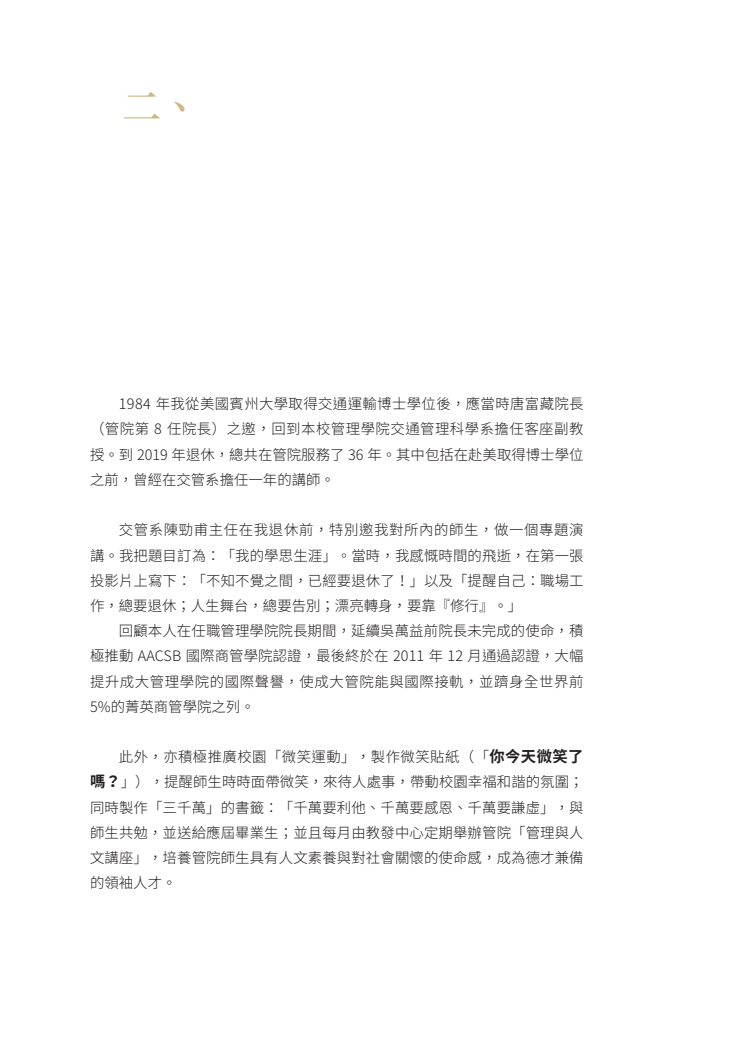 二、
1984 年我從美國賓州大學取得交通運輸博士學位後，應當時唐富藏院長
（管院第 8 任院長）之邀，回到本校管理學院交通管理科學系擔任客座副教
授。到 2019 年退休，總共在管院服務了 36 年。其中包括在赴美取得博士學位
之前，曾經在交管系擔任一年的講師。
交管系陳勁甫主任在我退休前，特別邀我對所內的師生，做一個專題演
講。我把題目訂為：「我的學思生涯」。當時，我感慨時間的飛逝，在第一張
投影片上寫下：「不知不覺之間，已經要退休了！」以及「提醒自己：職場工
作，總要退休；人生舞台，總要告別；漂亮轉身，要靠『修行』。」
回顧本人在任職管理學院院長期間，延續吳萬益前院長未完成的使命，積
極推動 AACSB 國際商管學院認證，最後終於在 2011 年 12 月通過認證，大幅
提升成大管理學院的國際聲譽，使成大管院能與國際接軌，並躋身全世界前
5%的菁英商管學院之列。
此外，亦積極推廣校園「微笑運動」，製作微笑貼紙（「你今天微笑了
嗎？」），提醒師生時時面帶微笑，來待人處事，帶動校園幸福和諧的氛圍；
同時製作「三千萬」的書籤：「千萬要利他、千萬要感恩、千萬要謙虛」，與
師生共勉，並送給應屆畢業生；並且每月由教發中心定期舉辦管院「管理與人
文講座」，培養管院師生具有人文素養與對社會關懷的使命感，成為德才兼備
的領袖人才。